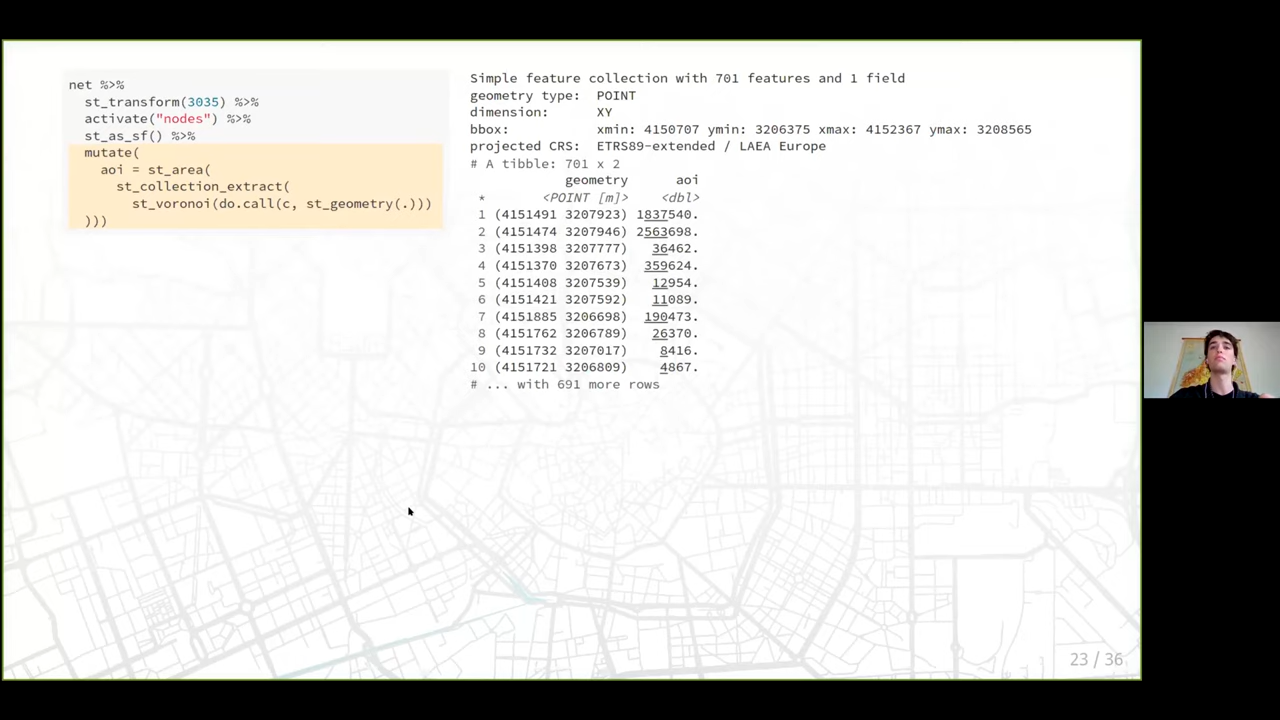 net %>%
  st_transform(3035) %>%
  activate("nodes") %>%
  st_as_sf() %>%
  mutate(
    aoi = st_area(
      st_collection_extract(
        st_voronoi(do.call(c, st_geometry(.)))
  )))
Simple feature collection with 701 features and 1 field
geometry type:  POINT
dimension:      XY
bbox:           xmin: 4150707 ymin: 3206375 xmax: 4152367 ymax: 3208565
projected CRS:  ETRS89-extended / LAEA Europe
# A tibble: 701 x 2
            geometry      aoi
 *       <POINT [m]>    <dbl>
 1 (4151491 3207923) 1837540.
 2 (4151474 3207946) 2563698.
 3 (4151398 3207777)   36462.
 4 (4151370 3207673)  359624.
 5 (4151408 3207539)   12954.
 6 (4151421 3207592)   11089.
 7 (4151885 3206698)  190473.
 8 (4151762 3206789)   26370.
 9 (4151732 3207017)    8416.
10 (4151721 3206809)    4867.
# ... with 691 more rows
23 / 36